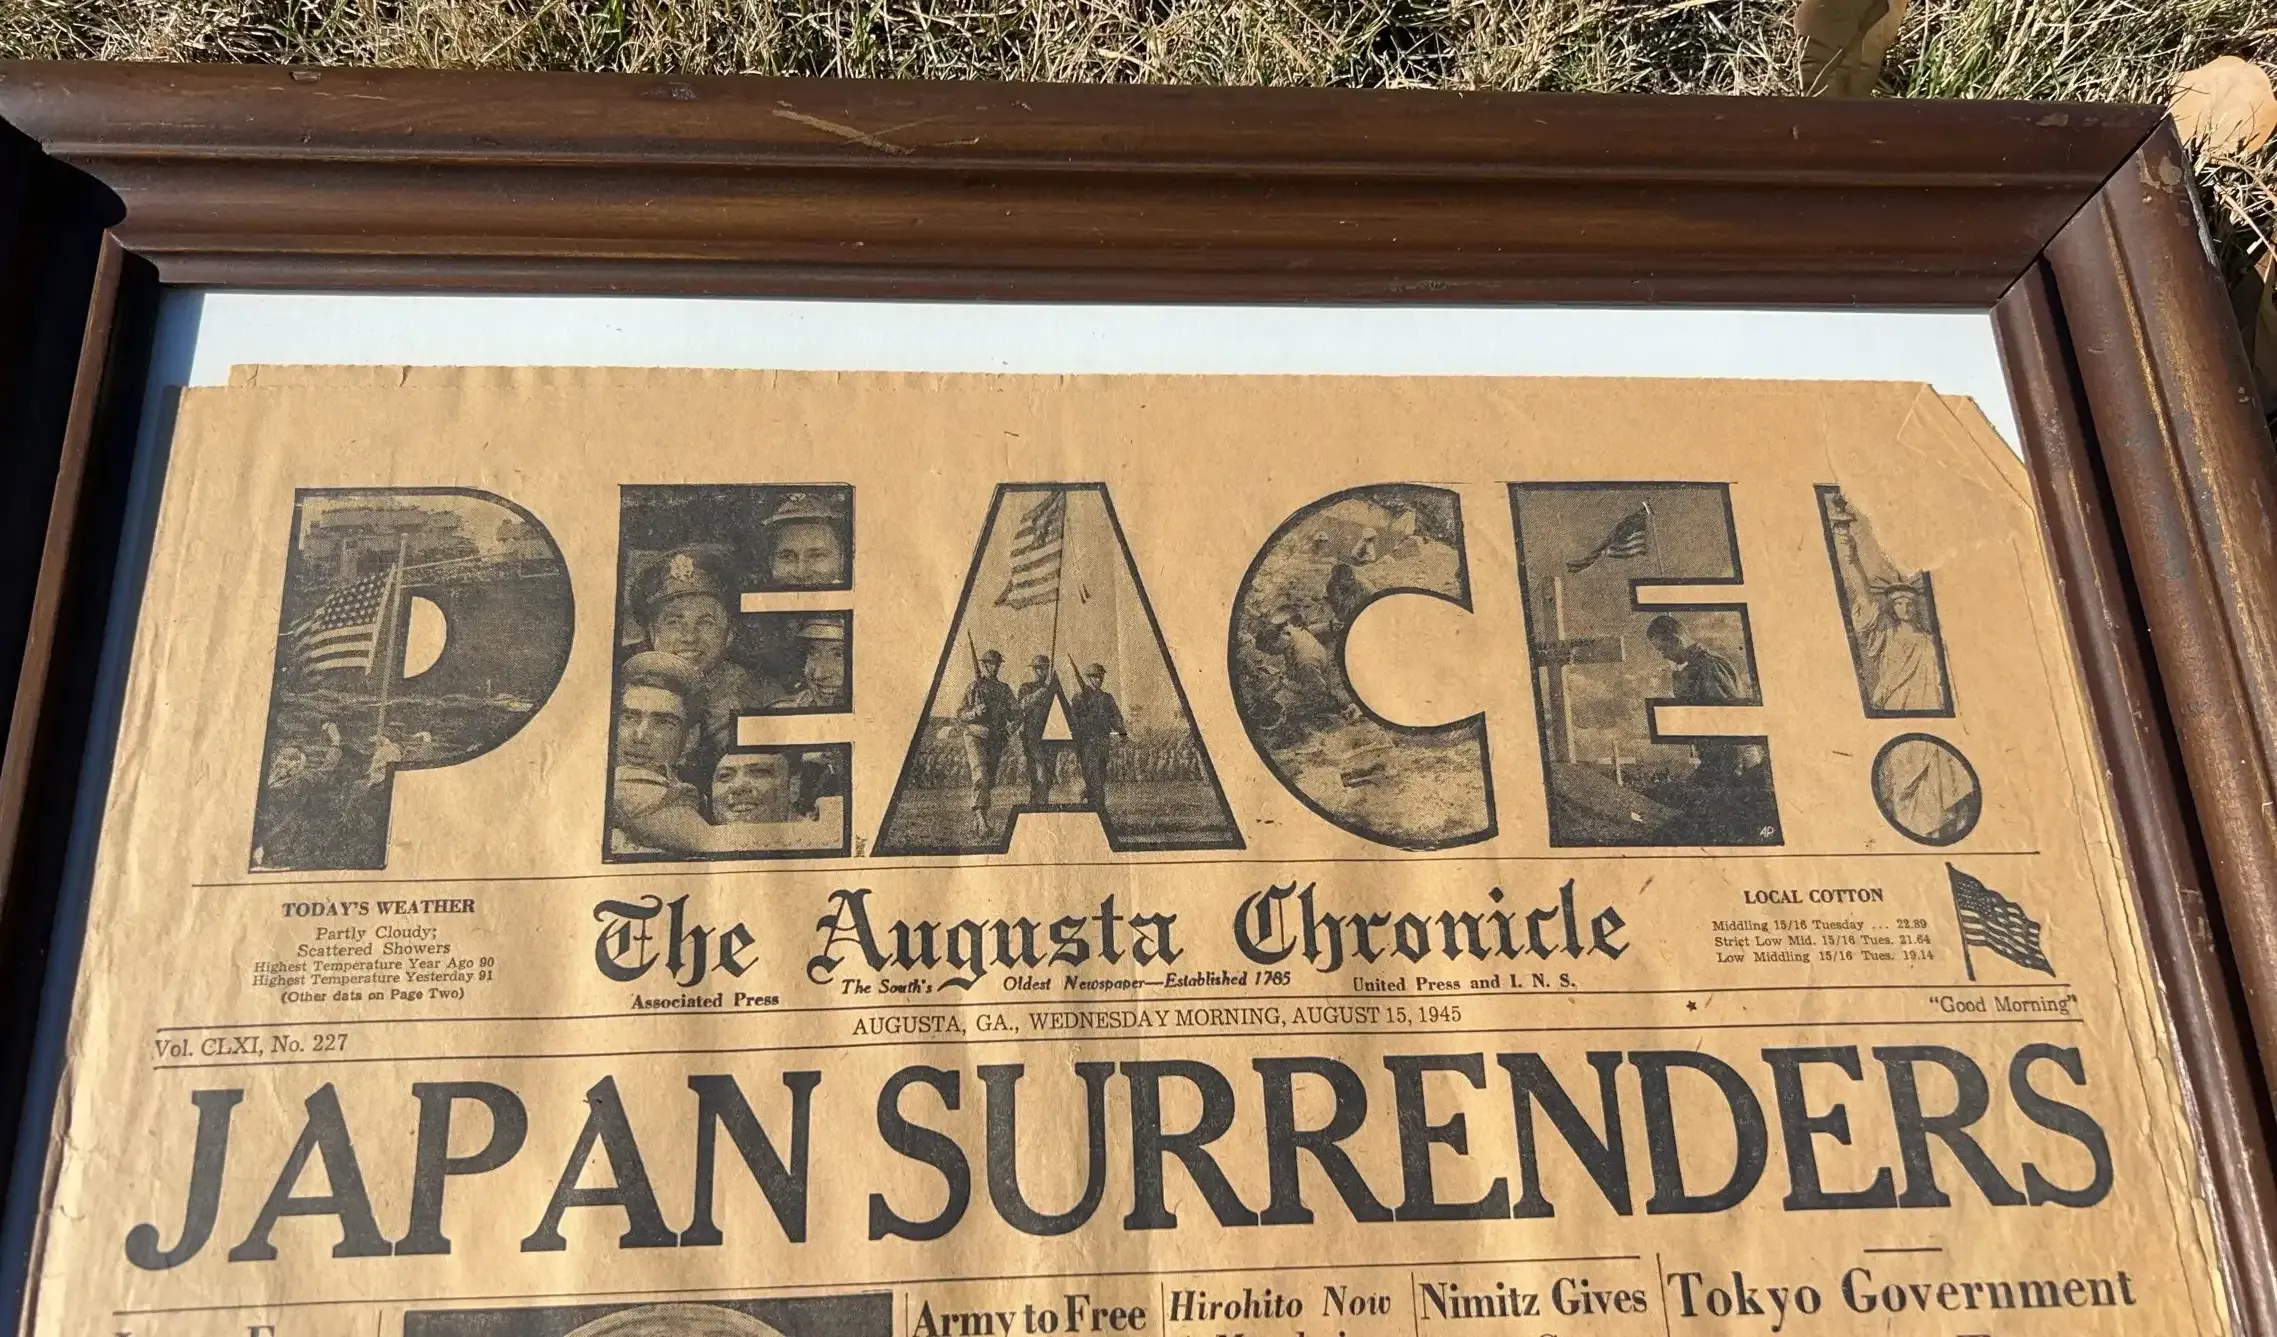 PEACE!
AP
TODAY'S WEATHER
Partly Cloudy;
Scattered Showers
Highest Temperature Year Ago 90
Highest Temperature Yesterday 91
(Other data on Page Two)
The Augusta Chronicle
The South's Oldest Newspaper—Established 1785
Associated Press
United Press and I. N. S.
LOCAL COTTON
Middling 15/16 Tuesday ... 22.89
Strict Low Mid. 15/16 Tues. 21.64
Low Middling 15/16 Tues. 19.14
Vol. CLXI, No. 227
AUGUSTA, GA., WEDNESDAY MORNING, AUGUST 15, 1945
"Good Morning"
JAPAN SURRENDERS
Army to Free
Hirohito Now
Nimitz Gives
Tokyo Government